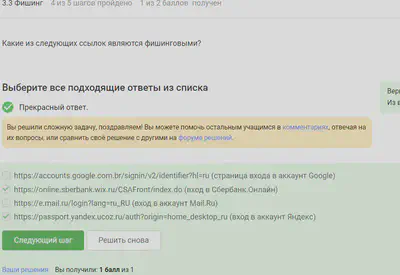 3.3 Фишинг 4 из 5 шагов пройдено 1 из 2 баллов получен
Какие из следующих ссылок являются фишинговыми?
Выберите все подходящие ответы из списка
Прекрасный ответ.
Верн
Из в
Вы решили сложную задачу, поздравляем! Вы можете помочь остальным учащимся в комментариях, отвечая на
их вопросы, или сравнить своё решение с другими на форуме решений.
https://accounts.google.com.br/signin/v2/identifier?hl=ru (страница входа в аккаунт Google)
https://online.sberbank.wix.ru/CSAFront/index.do (вход в Сбербанк.Онлайн)
https://e.mail.ru/login?lang=ru_RU (вход в аккаунт Mail.Ru)
https://passport.yandex.ucoz.ru/auth?origin=home_desktop_ru (вход в аккаунт Яндекс)
Следующий шаг Решить снова
Ваши решения Вы получили: 1 балл из 1